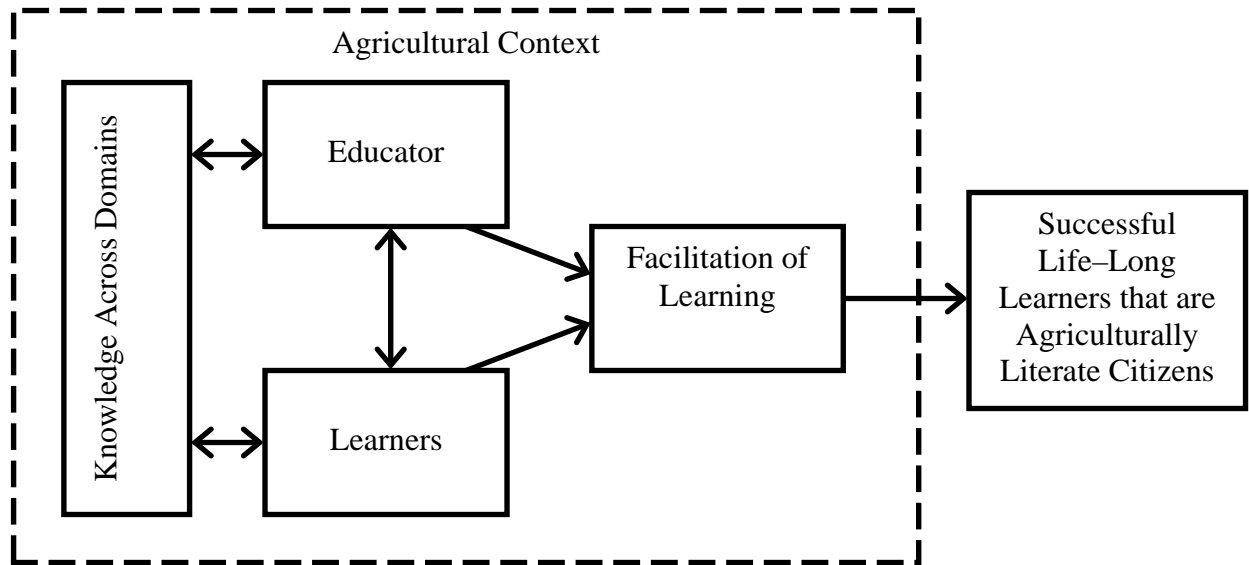 Agricultural Context
Knowledge Across Domains
Educator
Learners
Facilitation of
Learning
Successful
Life–Long
Learners that are
Agriculturally
Literate Citizens